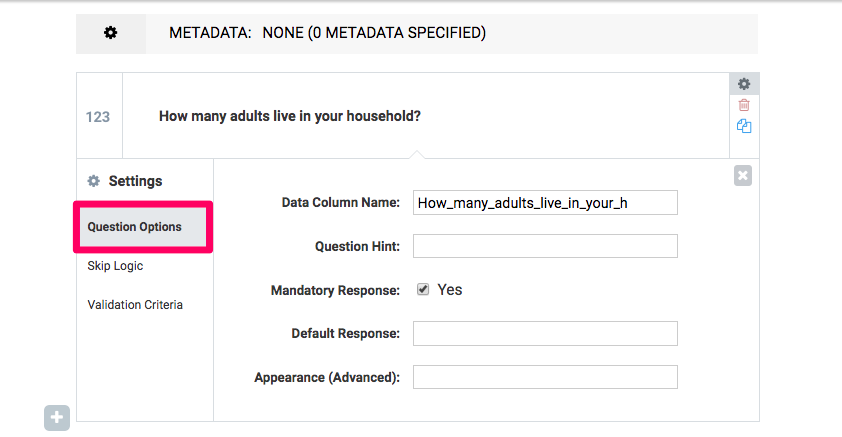 METADATA: NONE (0 METADATA SPECIFIED)
123
How many adults live in your household?
Settings
Question Options
Skip Logic
Validation Criteria
Data Column Name: How_many_adults_live_in_your_h
Question Hint:
Mandatory Response: Yes
Default Response:
Appearance (Advanced):